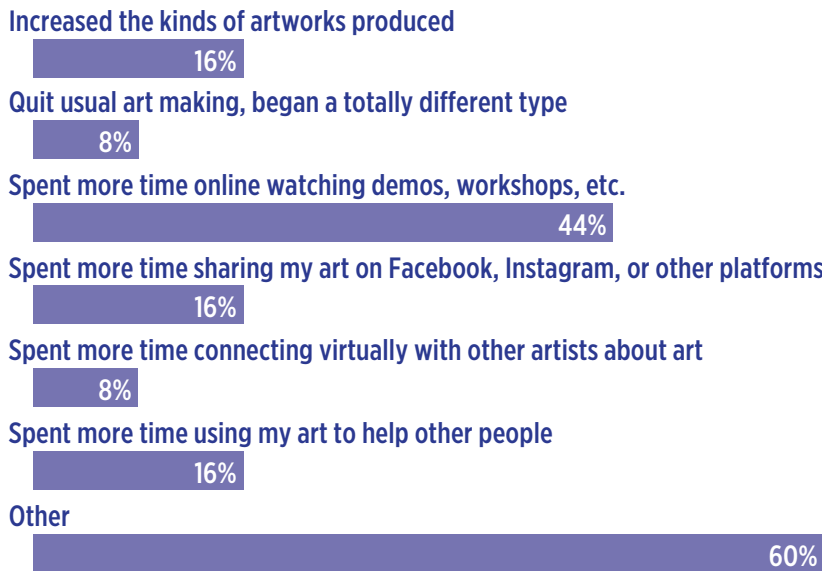 Increased the kinds of artworks produced
16%
Quit usual art making, began a totally different type
8%
Spent more time online watching demos, workshops, etc.
44%
Spent more time sharing my art on Facebook, Instagram, or other platforms
16%
Spent more time connecting virtually with other artists about art
8%
Spent more time using my art to help other people
16%
Other
60%